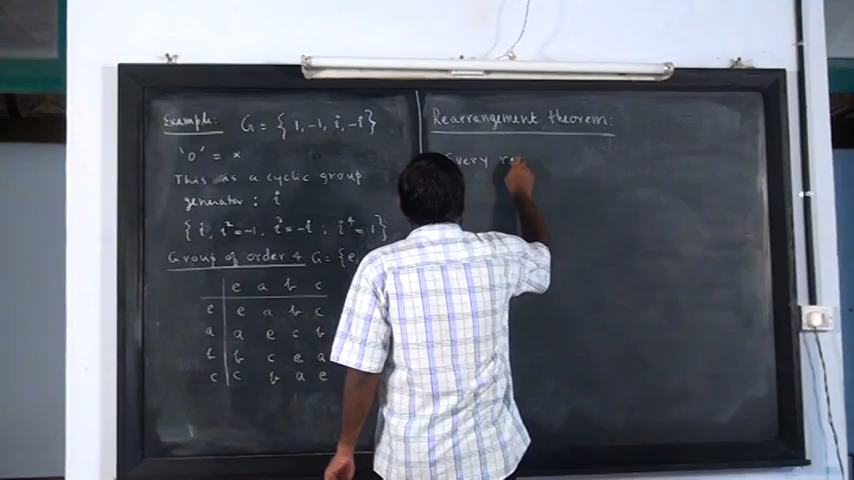 Example: G = { 1, -1, i, -i }
'o' = x
This is a cyclic group
generator : i
{ i, i² = -1, i³ = -i ; i⁴ = 1 }
Group of order 4 G = {e,
e a b c
e e a b c
a a e c b
b b c e a
c c b a e
Rearrangement theorem:
Every re